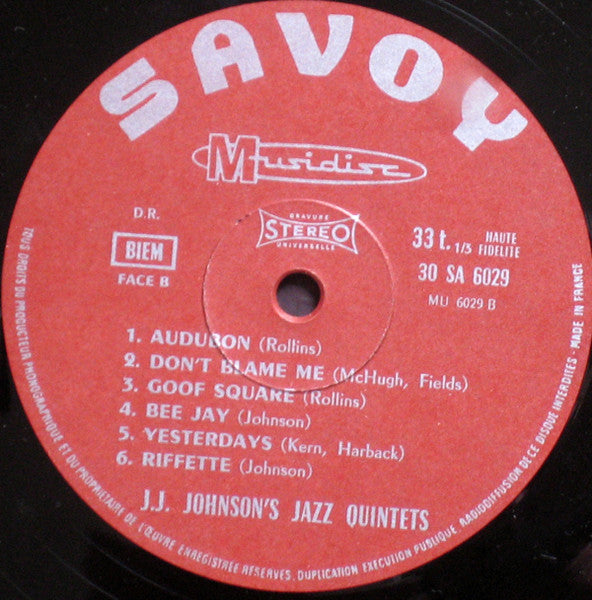 SAVOY
Musidisc
D.R.
BIEM
FACE B
GRAVURE
STEREO
UNIVERSELLE
33 t. 1/3 HAUTE FIDELITE
30 SA 6029
MU 6029 B
1. AUDUBON (Rollins)
2. DON'T BLAME ME (McHugh, Fields)
3. GOOF SQUARE (Rollins)
4. BEE JAY (Johnson)
5. YESTERDAYS (Kern, Harback)
6. RIFFETTE (Johnson)
J.J. JOHNSON'S JAZZ QUINTETS
TOUS DROITS DU PRODUCTEUR PHONOGRAPHIQUE ET DU PROPRIETAIRE DE L'ŒUVRE ENREGISTREE RESERVES. DUPLICATION EXECUTION PUBLIQUE, RADIODIFFUSION DE CE DISQUE INTERDITES - MADE IN FRANCE